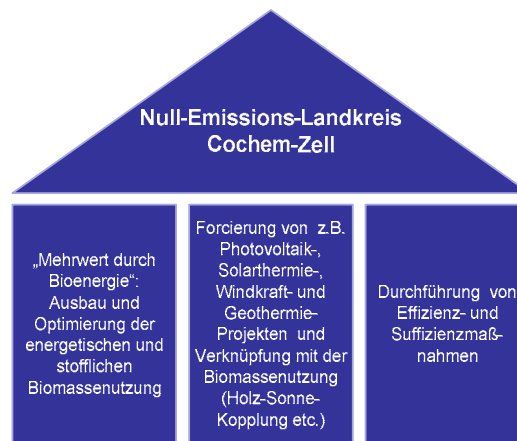 Null-Emissions-Landkreis
Cochem-Zell
„Mehrwert durch
Bioenergie“:
Ausbau und
Optimierung der
energetischen und
stofflichen
Biomassenutzung
Forcierung von z.B.
Photovoltaik-,
Solarthermie-,
Windkraft- und
Geothermie-
Projekten und
Verknüpfung mit der
Biomassenutzung
(Holz-Sonne-
Kopplung etc.)
Durchführung von
Effizienz- und
Suffizienzmaß-
nahmen